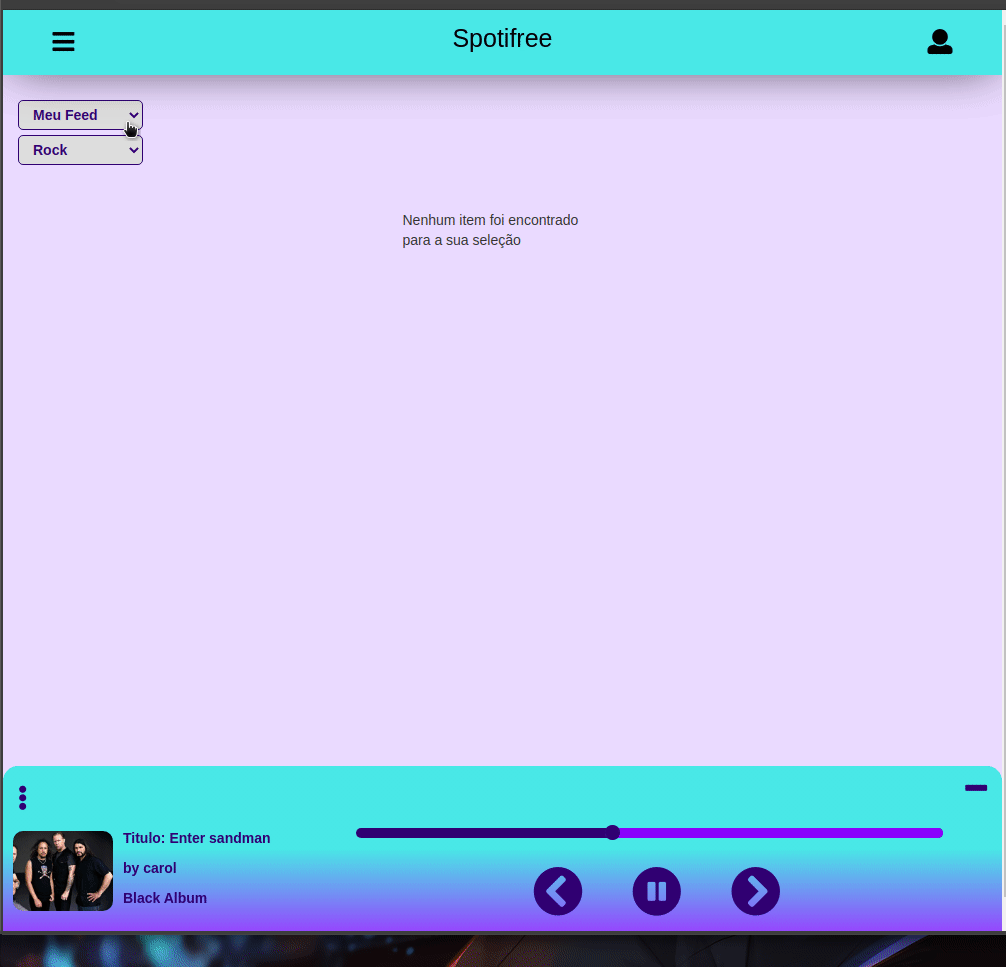 Spotifree
Meu Feed
Rock
Nenhum item foi encontrado
para a sua seleção
Titulo: Enter sandman
by carol
Black Album